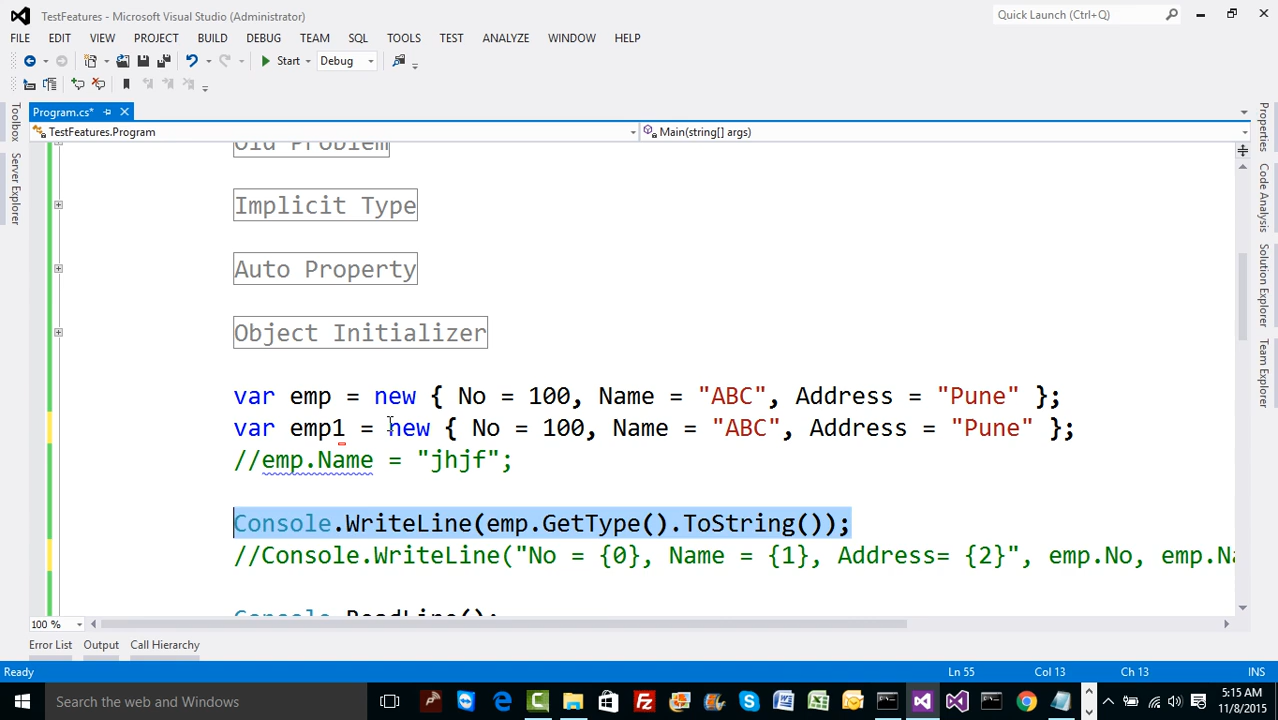 TestFeatures - Microsoft Visual Studio (Administrator)
Quick Launch (Ctrl+Q)
FILE EDIT VIEW PROJECT BUILD DEBUG TEAM SQL TOOLS TEST ANALYZE WINDOW HELP
Start Debug
Program.cs*
TestFeatures.Program
Main(string[] args)
Toolbox
Server Explorer
Properties
Code Analysis
Solution Explorer
Team Explorer
Old Problem
Implicit Type
Auto Property
Object Initializer
var emp = new { No = 100, Name = "ABC", Address = "Pune" };
var emp1 = new { No = 100, Name = "ABC", Address = "Pune" };
//emp.Name = "jhjf";
Console.WriteLine(emp.GetType().ToString());
//Console.WriteLine("No = {0}, Name = {1}, Address= {2}", emp.No, emp.Na
Console.ReadLine();
100 %
Error List Output Call Hierarchy
Ready
Ln 55 Col 13 Ch 13 INS
Search the web and Windows
5:15 AM
11/8/2015